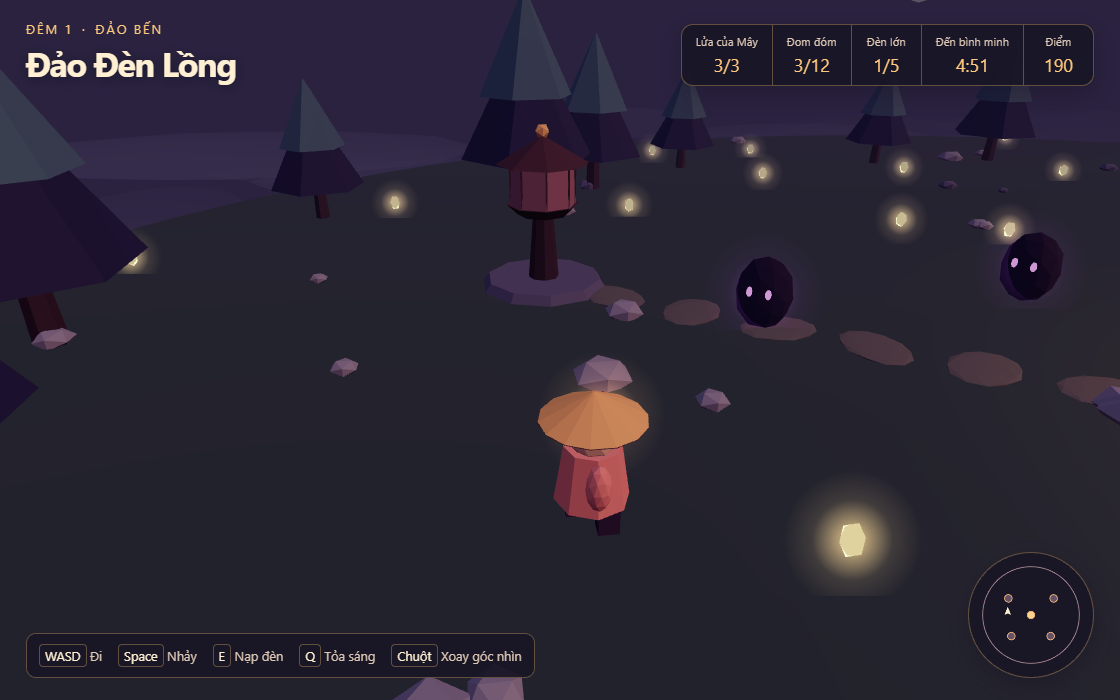 ĐÊM 1 · ĐẢO BẾN
Đảo Đèn Lồng
Lửa của Mây
3/3
Đom đóm
3/12
Đèn lớn
1/5
Đến bình minh
4:51
Điểm
190
WASD Đi Space Nhảy E Nạp đèn Q Tỏa sáng Chuột Xoay góc nhìn